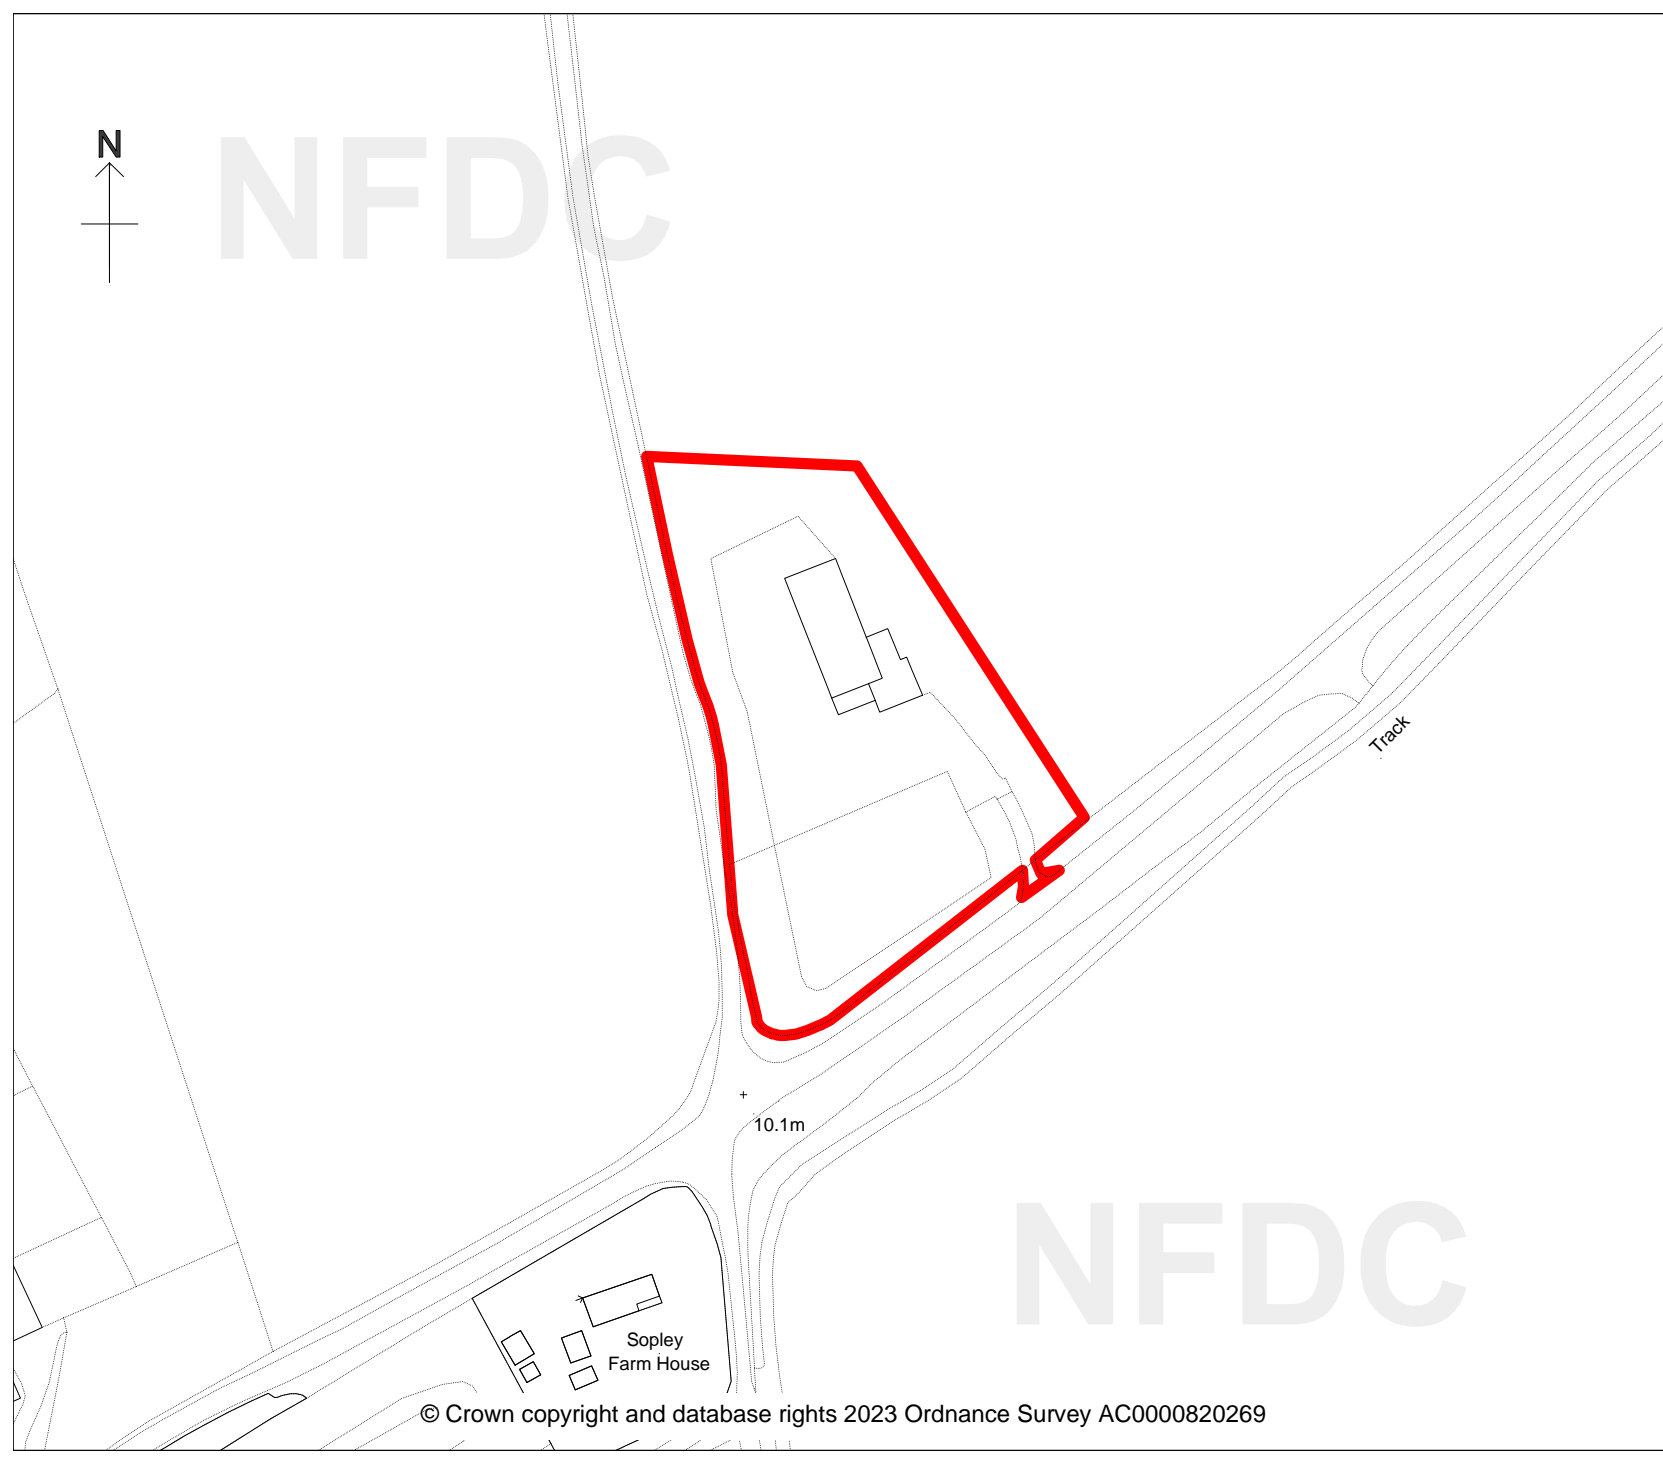 N
NFDC
Track
10.1m
NFDC
Sopley
Farm House
© Crown copyright and database rights 2023 Ordnance Survey AC0000820269